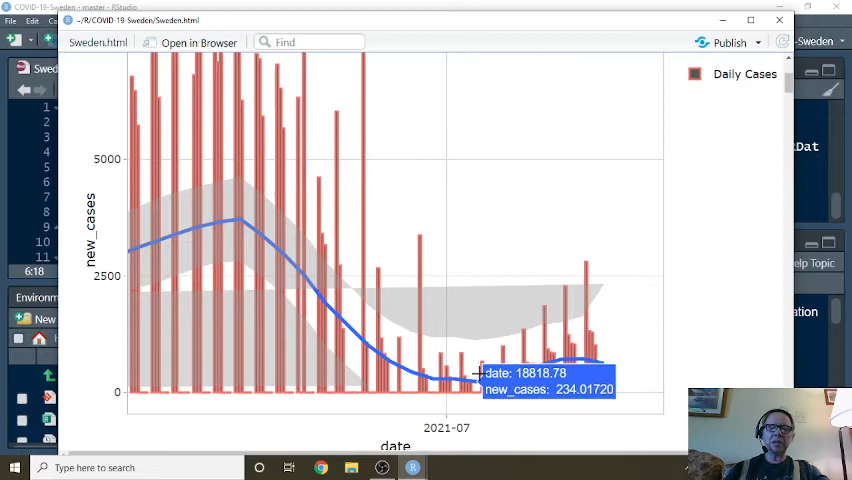 COVID-19-Sweden - master - RStudio
~/R/COVID-19-Sweden/Sweden.html
File
Edit
Sweden.html
Open in Browser
Find
Publish
-Sweden
Swed
Daily Cases
1
2
3
4
5
6
7
8
9
10
11
6:18
RDat
5000
2500
0
new_cases
date: 18818.78
new_cases: 234.01720
2021-07
date
elp Topic
Environm
New
ation
Type here to search